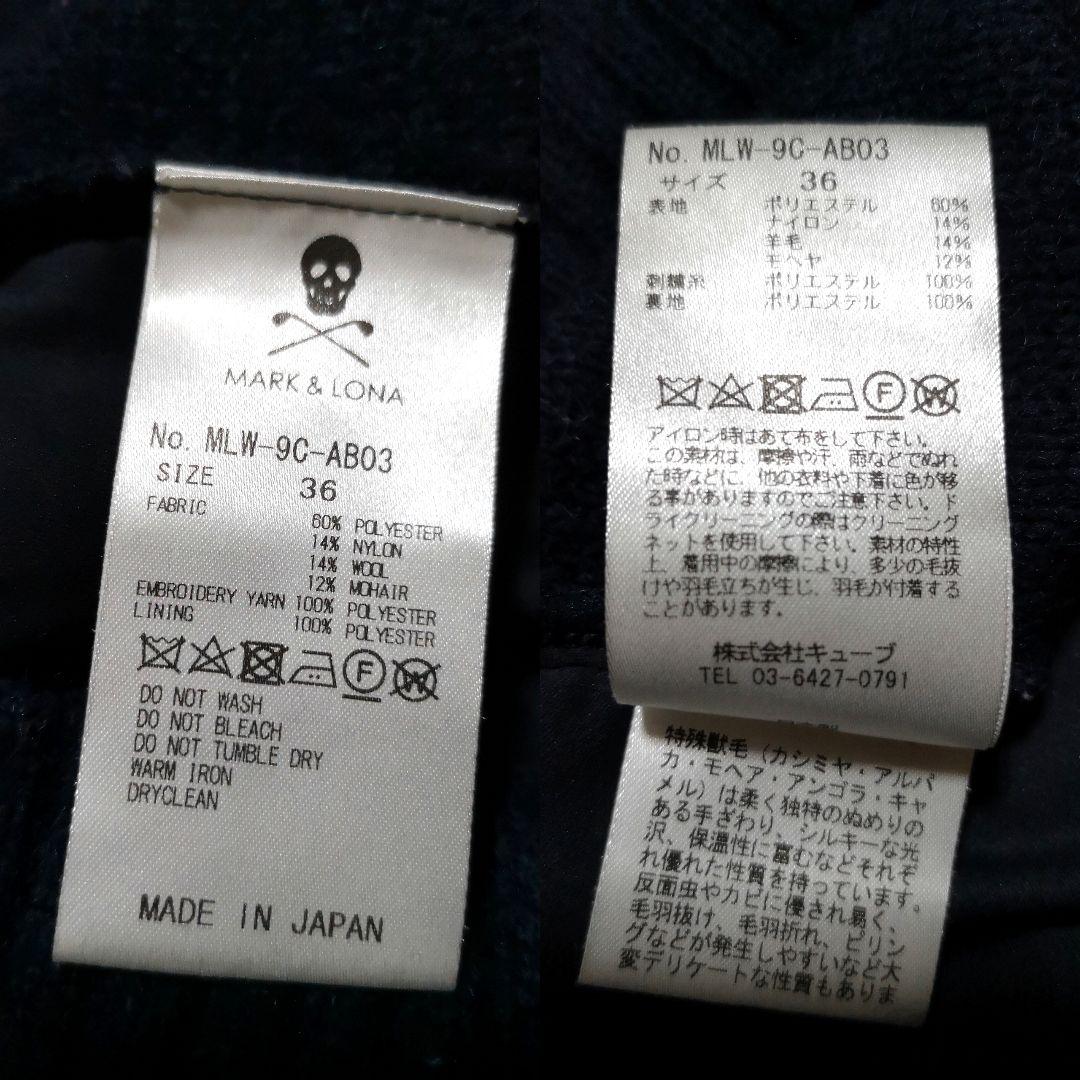 MARK & LONA
No. MLW-9C-AB03
SIZE 36
FABRIC
60% POLYESTER
14% NYLON
14% WOOL
12% MOHAIR
EMBROIDERY YARN 100% POLYESTER
LINING 100% POLYESTER
F W
DO NOT WASH
DO NOT BLEACH
DO NOT TUMBLE DRY
WARM IRON
DRYCLEAN
MADE IN JAPAN
No. MLW-9C-AB03
サイズ 36
表地 ポリエステル 60%
ナイロン 14%
羊毛 14%
モヘヤ 12%
刺繍糸 ポリエステル 100%
裏地 ポリエステル 100%
F W
アイロン時はあて布をして下さい。
この素材は、摩擦や汗、雨などでぬれ
た時などに、他の衣料や下着に色が移
る事がありますのでご注意下さい。ド
ライクリーニングの際はクリーニング
ネットを使用して下さい。素材の特性
上、着用中の摩擦により、多少の毛抜
けや羽毛立ちが生じ、羽毛が付着する
ことがあります。
株式会社キューブ
TEL 03-6427-0791
特殊獣毛（カシミヤ・アルパ
カ・モヘア・アンゴラ・キャ
メル）は柔く独特のぬめりの
ある手ざわり、シルキーな光
沢、保温性に富むなどそれぞ
れ優れた性質を持っています。
反面虫やカビに優され易く、
毛羽抜け、毛羽折れ、ピリン
グなどが発生しやすいなど大
変デリケートな性質もありま